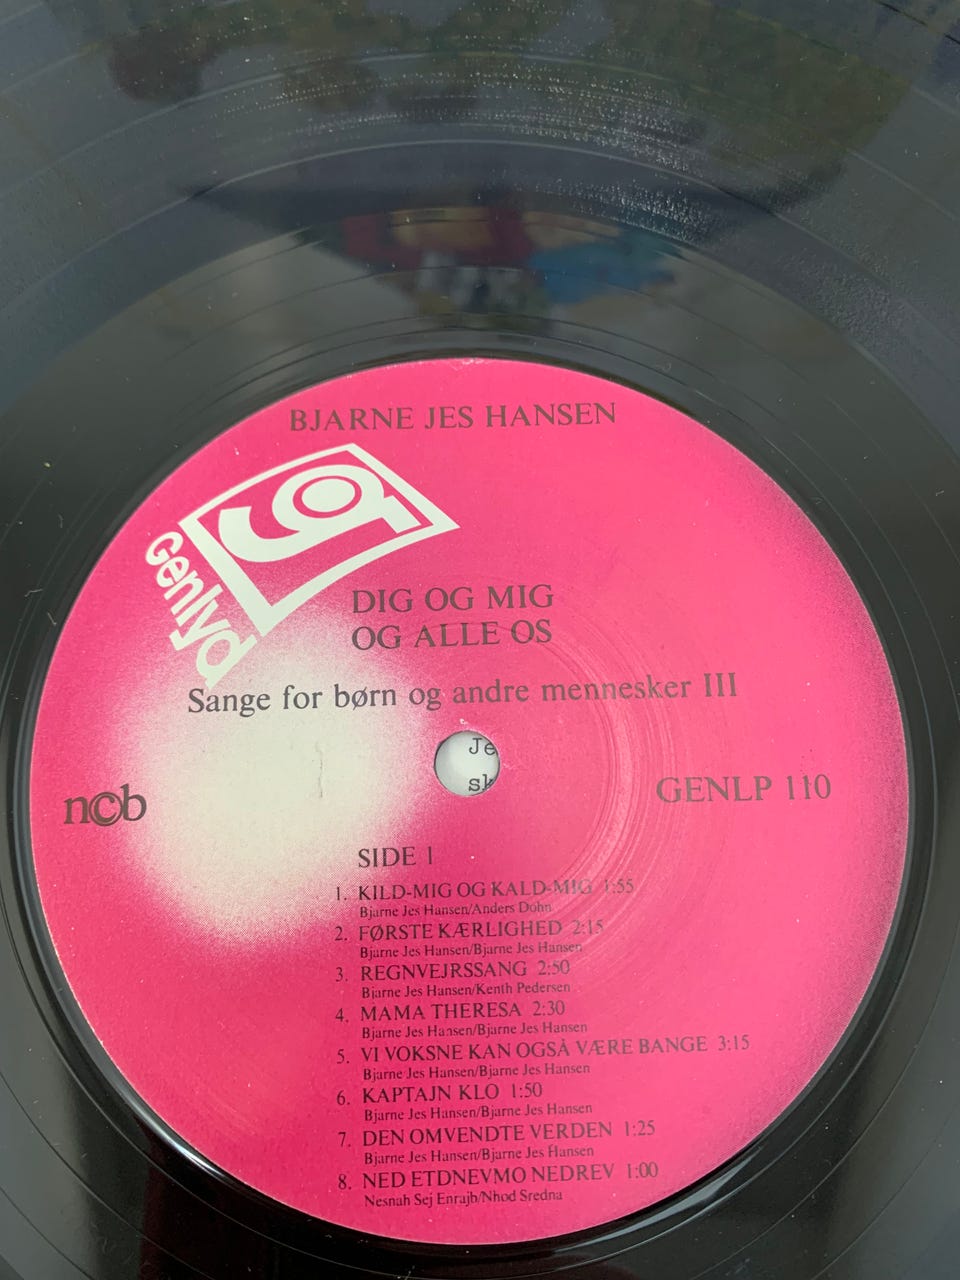 BJARNE JES HANSEN
g
Genlyd
DIG OG MIG
OG ALLE OS
Sange for børn og andre mennesker III
Je
sk
ncb
GENLP 110
SIDE 1
1. KILD-MIG OG KALD-MIG 1:55
Bjarne Jes Hansen/Anders Dohn
2. FØRSTE KÆRLIGHED 2:15
Bjarne Jes Hansen/Bjarne Jes Hansen
3. REGNVEJRSSANG 2:50
Bjarne Jes Hansen/Kenth Pedersen
4. MAMA THERESA 2:30
Bjarne Jes Hansen/Bjarne Jes Hansen
5. VI VOKSNE KAN OGSÅ VÆRE BANGE 3:15
Bjarne Jes Hansen/Bjarne Jes Hansen
6. KAPTAJN KLO 1:50
Bjarne Jes Hansen/Bjarne Jes Hansen
7. DEN OMVENDTE VERDEN 1:25
Bjarne Jes Hansen/Bjarne Jes Hansen
8. NED ETDNEVMO NEDREV 1:00
Nesnah Sej Enrajb/Nhod Sredna